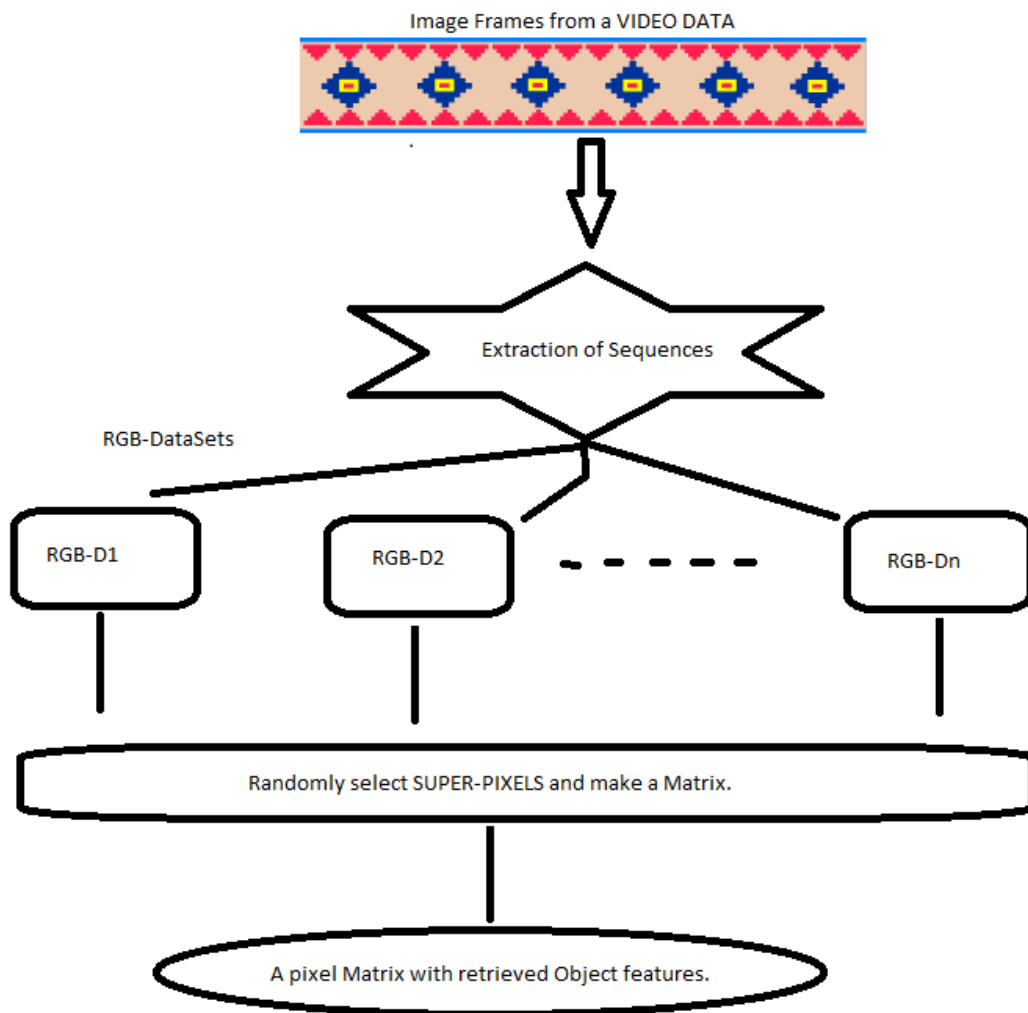 Image Frames from a VIDEO DATA
Extraction of Sequences
RGB-DataSets
RGB-D1
RGB-D2
RGB-Dn
Randomly select SUPER-PIXELS and make a Matrix.
A pixel Matrix with retrieved Object features.